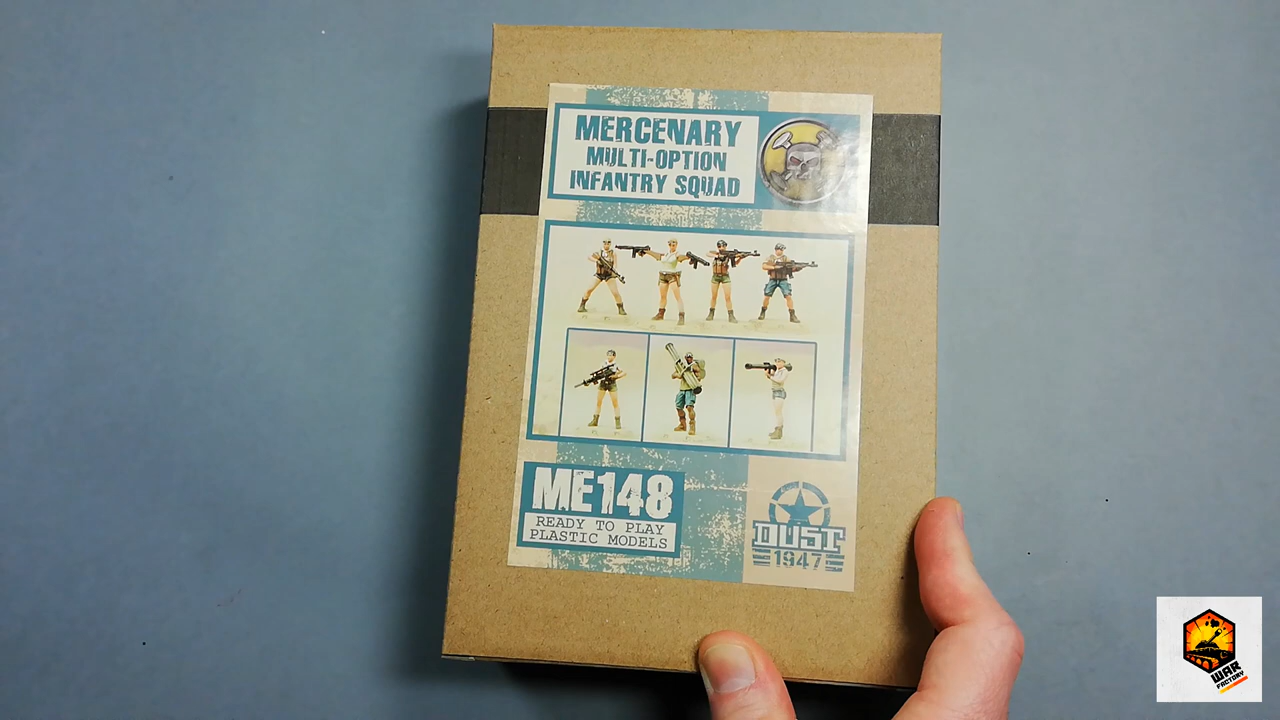 MERCENARY
MULTI-OPTION
INFANTRY SQUAD
ME148
READY TO PLAY
PLASTIC MODELS
DUST
1947
WAR
FACTORY